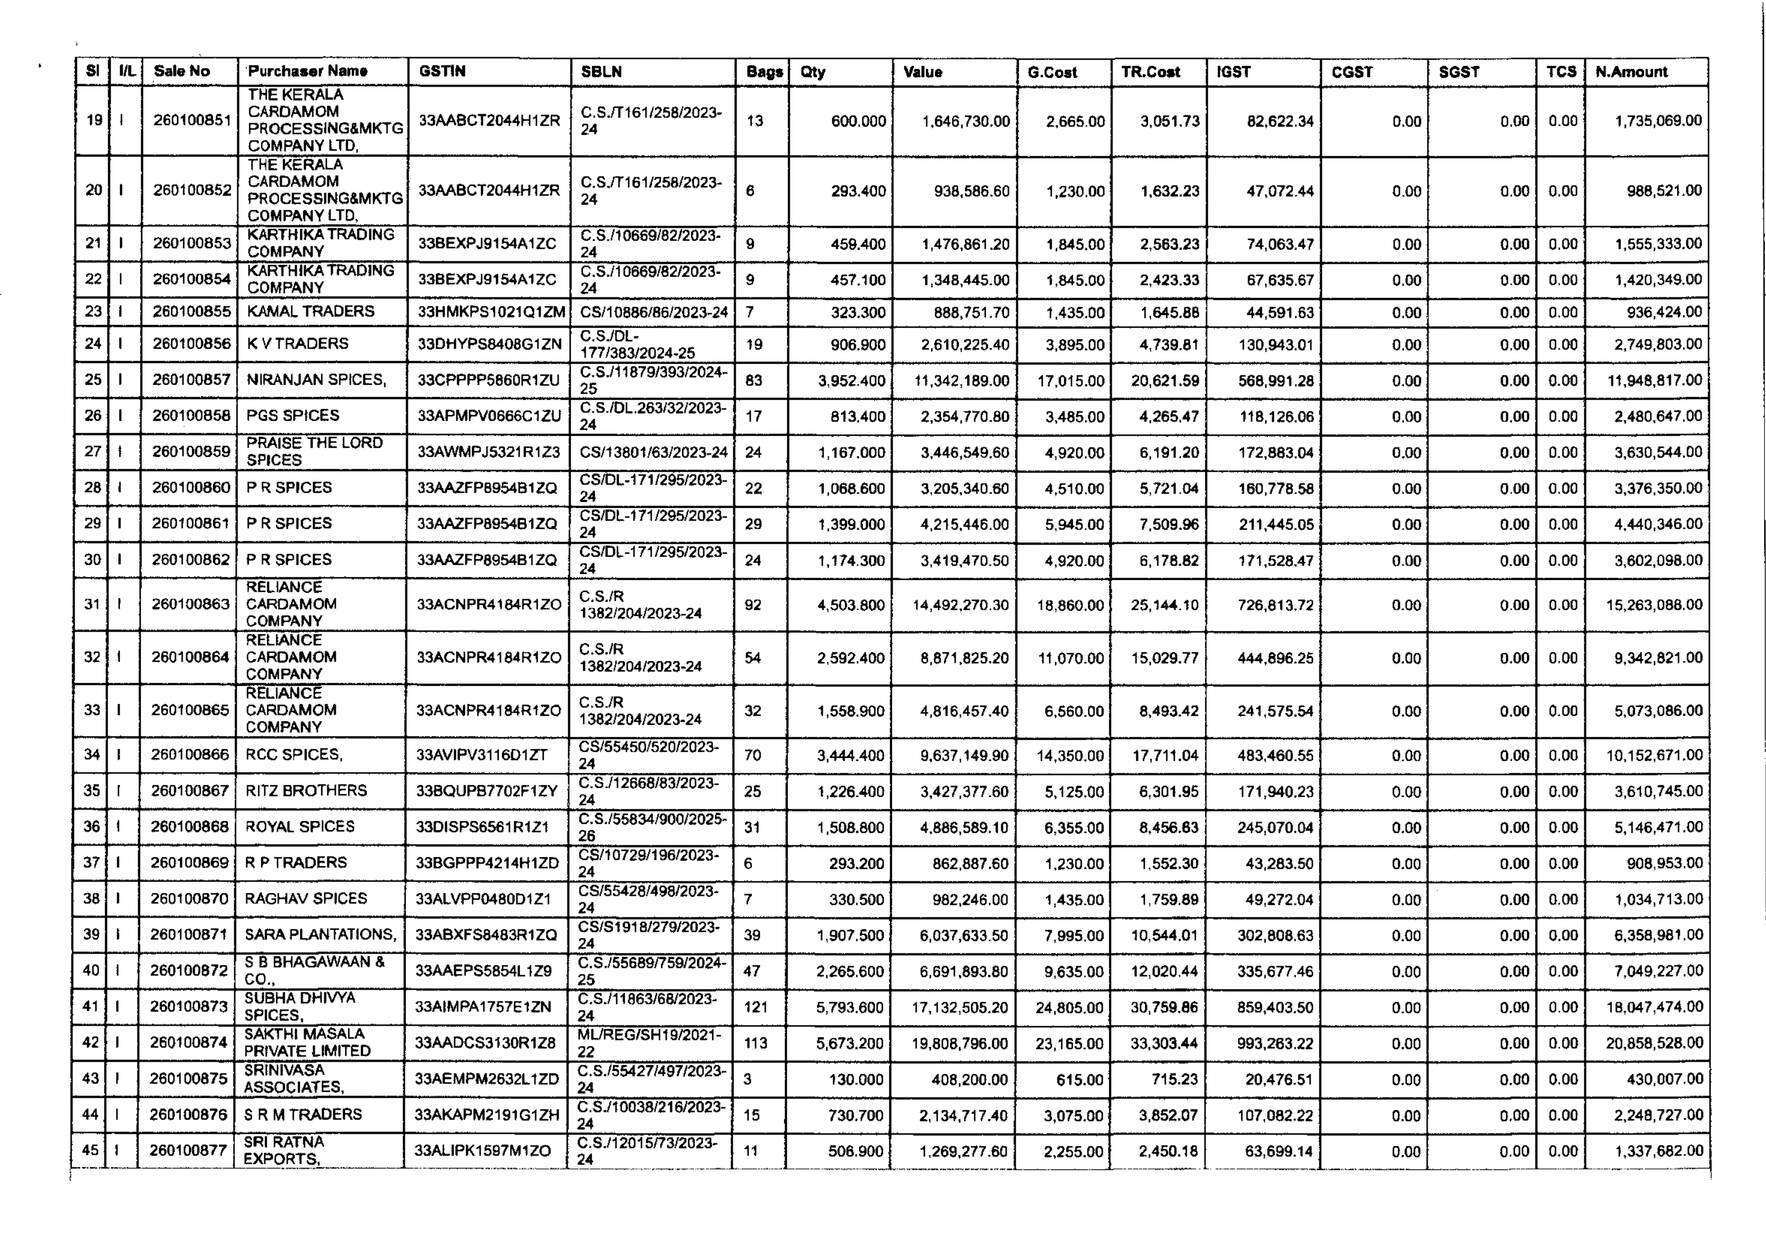 Sl I/L Sale No Purchaser Name GSTIN SBLN Bags Qty Value G.Cost TR.Cost IGST CGST SGST TCS N.Amount
19 I 260100851 THE KERALA CARDAMOM PROCESSING&MKTG COMPANY LTD, 33AABCT2044H1ZR C.S./T161/258/2023-24 13 600.000 1,646,730.00 2,665.00 3,051.73 82,622.34 0.00 0.00 0.00 1,735,069.00
20 I 260100852 THE KERALA CARDAMOM PROCESSING&MKTG COMPANY LTD, 33AABCT2044H1ZR C.S./T161/258/2023-24 6 293.400 938,586.60 1,230.00 1,632.23 47,072.44 0.00 0.00 0.00 988,521.00
21 I 260100853 KARTHIKA TRADING COMPANY 33BEXPJ9154A1ZC C.S./10669/82/2023-24 9 459.400 1,476,861.20 1,845.00 2,563.23 74,063.47 0.00 0.00 0.00 1,555,333.00
22 I 260100854 KARTHIKA TRADING COMPANY 33BEXPJ9154A1ZC C.S./10669/82/2023-24 9 457.100 1,348,445.00 1,845.00 2,423.33 67,635.67 0.00 0.00 0.00 1,420,349.00
23 I 260100855 KAMAL TRADERS 33HMKPS1021Q1ZM CS/10886/86/2023-24 7 323.300 888,751.70 1,435.00 1,645.88 44,591.63 0.00 0.00 0.00 936,424.00
24 I 260100856 K V TRADERS 33DHYPS8408G1ZN C.S./DL-177/383/2024-25 19 906.900 2,610,225.40 3,895.00 4,739.81 130,943.01 0.00 0.00 0.00 2,749,803.00
25 I 260100857 NIRANJAN SPICES, 33CPPPP5860R1ZU C.S./11879/393/2024-25 83 3,952.400 11,342,189.00 17,015.00 20,621.59 568,991.28 0.00 0.00 0.00 11,948,817.00
26 I 260100858 PGS SPICES 33APMPV0666C1ZU C.S./DL.263/32/2023-24 17 813.400 2,354,770.80 3,485.00 4,265.47 118,126.06 0.00 0.00 0.00 2,480,647.00
27 I 260100859 PRAISE THE LORD SPICES 33AWMPJ5321R1Z3 CS/13801/63/2023-24 24 1,167.000 3,446,549.60 4,920.00 6,191.20 172,883.04 0.00 0.00 0.00 3,630,544.00
28 I 260100860 P R SPICES 33AAZFP8954B1ZQ CS/DL-171/295/2023-24 22 1,068.600 3,205,340.60 4,510.00 5,721.04 160,778.58 0.00 0.00 0.00 3,376,350.00
29 I 260100861 P R SPICES 33AAZFP8954B1ZQ CS/DL-171/295/2023-24 29 1,399.000 4,215,446.00 5,945.00 7,509.96 211,445.05 0.00 0.00 0.00 4,440,346.00
30 I 260100862 P R SPICES 33AAZFP8954B1ZQ CS/DL-171/295/2023-24 24 1,174.300 3,419,470.50 4,920.00 6,178.82 171,528.47 0.00 0.00 0.00 3,602,098.00
31 I 260100863 RELIANCE CARDAMOM COMPANY 33ACNPR4184R1ZO C.S./R 1382/204/2023-24 92 4,503.800 14,492,270.30 18,860.00 25,144.10 726,813.72 0.00 0.00 0.00 15,263,088.00
32 I 260100864 RELIANCE CARDAMOM COMPANY 33ACNPR4184R1ZO C.S./R 1382/204/2023-24 54 2,592.400 8,871,825.20 11,070.00 15,029.77 444,896.25 0.00 0.00 0.00 9,342,821.00
33 I 260100865 RELIANCE CARDAMOM COMPANY 33ACNPR4184R1ZO C.S./R 1382/204/2023-24 32 1,558.900 4,816,457.40 6,560.00 8,493.42 241,575.54 0.00 0.00 0.00 5,073,086.00
34 I 260100866 RCC SPICES, 33AVIPV3116D1ZT CS/55450/520/2023-24 70 3,444.400 9,637,149.90 14,350.00 17,711.04 483,460.55 0.00 0.00 0.00 10,152,671.00
35 I 260100867 RITZ BROTHERS 33BQUPB7702F1ZY C.S./12668/83/2023-24 25 1,226.400 3,427,377.60 5,125.00 6,301.95 171,940.23 0.00 0.00 0.00 3,610,745.00
36 I 260100868 ROYAL SPICES 33DISPS6561R1Z1 C.S./55834/900/2025-26 31 1,508.800 4,886,589.10 6,355.00 8,456.63 245,070.04 0.00 0.00 0.00 5,146,471.00
37 I 260100869 R P TRADERS 33BGPPP4214H1ZD CS/10729/196/2023-24 6 293.200 862,887.60 1,230.00 1,552.30 43,283.50 0.00 0.00 0.00 908,953.00
38 I 260100870 RAGHAV SPICES 33ALVPP0480D1Z1 CS/55428/498/2023-24 7 330.500 982,246.00 1,435.00 1,759.89 49,272.04 0.00 0.00 0.00 1,034,713.00
39 I 260100871 SARA PLANTATIONS, 33ABXFS8483R1ZQ CS/S1918/279/2023-24 39 1,907.500 6,037,633.50 7,995.00 10,544.01 302,808.63 0.00 0.00 0.00 6,358,981.00
40 I 260100872 S B BHAGAWAAN & CO., 33AAEPS5854L1Z9 C.S./55689/759/2024-25 47 2,265.600 6,691,893.80 9,635.00 12,020.44 335,677.46 0.00 0.00 0.00 7,049,227.00
41 I 260100873 SUBHA DHIVYA SPICES, 33AIMPA1757E1ZN C.S./11863/68/2023-24 121 5,793.600 17,132,505.20 24,805.00 30,759.86 859,403.50 0.00 0.00 0.00 18,047,474.00
42 I 260100874 SAKTHI MASALA PRIVATE LIMITED 33AADCS3130R1Z8 ML/REG/SH19/2021-22 113 5,673.200 19,808,796.00 23,165.00 33,303.44 993,263.22 0.00 0.00 0.00 20,858,528.00
43 I 260100875 SRINIVASA ASSOCIATES, 33AEMPM2632L1ZD C.S./55427/497/2023-24 3 130.000 408,200.00 615.00 715.23 20,476.51 0.00 0.00 0.00 430,007.00
44 I 260100876 S R M TRADERS 33AKAPM2191G1ZH C.S./10038/216/2023-24 15 730.700 2,134,717.40 3,075.00 3,852.07 107,082.22 0.00 0.00 0.00 2,248,727.00
45 I 260100877 SRI RATNA EXPORTS, 33ALIPK1597M1ZO C.S./12015/73/2023-24 11 506.900 1,269,277.60 2,255.00 2,450.18 63,699.14 0.00 0.00 0.00 1,337,682.00